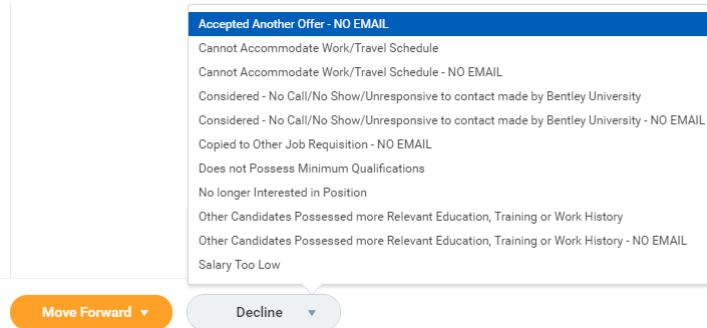 Accepted Another Offer - NO EMAIL
Cannot Accommodate Work/Travel Schedule
Cannot Accommodate Work/Travel Schedule - NO EMAIL
Considered - No Call/No Show/Unresponsive to contact made by Bentley University
Considered - No Call/No Show/Unresponsive to contact made by Bentley University - NO EMAIL
Copied to Other Job Requisition - NO EMAIL
Does not Possess Minimum Qualifications
No longer Interested in Position
Other Candidates Possessed more Relevant Education, Training or Work History
Other Candidates Possessed more Relevant Education, Training or Work History - NO EMAIL
Salary Too Low
Move Forward
Decline